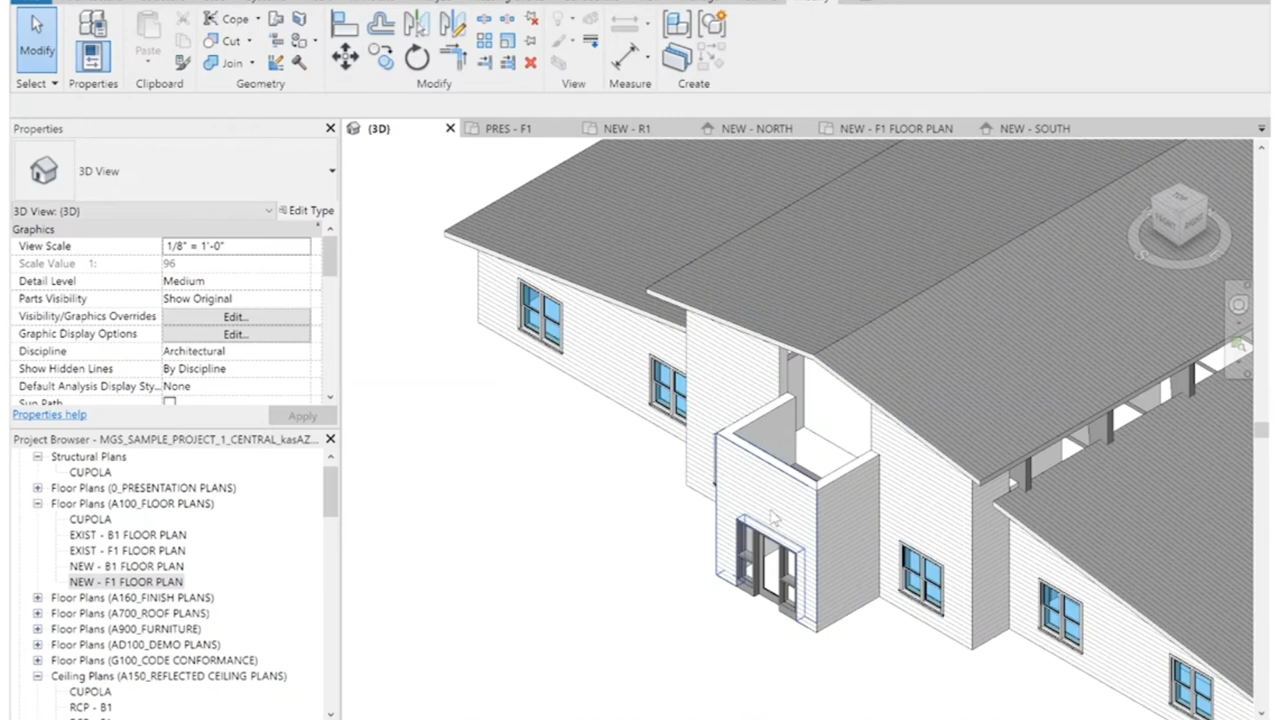 Modify
Paste
Cope
Cut
Join
Select
Properties
Clipboard
Geometry
Modify
View
Measure
Create
Properties
{3D}
PRES - F1
NEW - R1
NEW - NORTH
NEW - F1 FLOOR PLAN
NEW - SOUTH
3D View
3D View: {3D}
Edit Type
Graphics
View Scale
1/8" = 1'-0"
Scale Value 1:
96
Detail Level
Medium
Parts Visibility
Show Original
Visibility/Graphics Overrides
Edit...
Graphic Display Options
Edit...
Discipline
Architectural
Show Hidden Lines
By Discipline
Default Analysis Display Sty...
None
Sun Path
Properties help
Apply
Project Browser - MGS_SAMPLE_PROJECT_1_CENTRAL_kasAZ...
Structural Plans
CUPOLA
Floor Plans (0_PRESENTATION PLANS)
Floor Plans (A100_FLOOR PLANS)
CUPOLA
EXIST - B1 FLOOR PLAN
EXIST - F1 FLOOR PLAN
NEW - B1 FLOOR PLAN
NEW - F1 FLOOR PLAN
Floor Plans (A160_FINISH PLANS)
Floor Plans (A700_ROOF PLANS)
Floor Plans (A900_FURNITURE)
Floor Plans (AD100_DEMO PLANS)
Floor Plans (G100_CODE CONFORMANCE)
Ceiling Plans (A150_REFLECTED CEILING PLANS)
CUPOLA
RCP - B1
TOP
FRONT